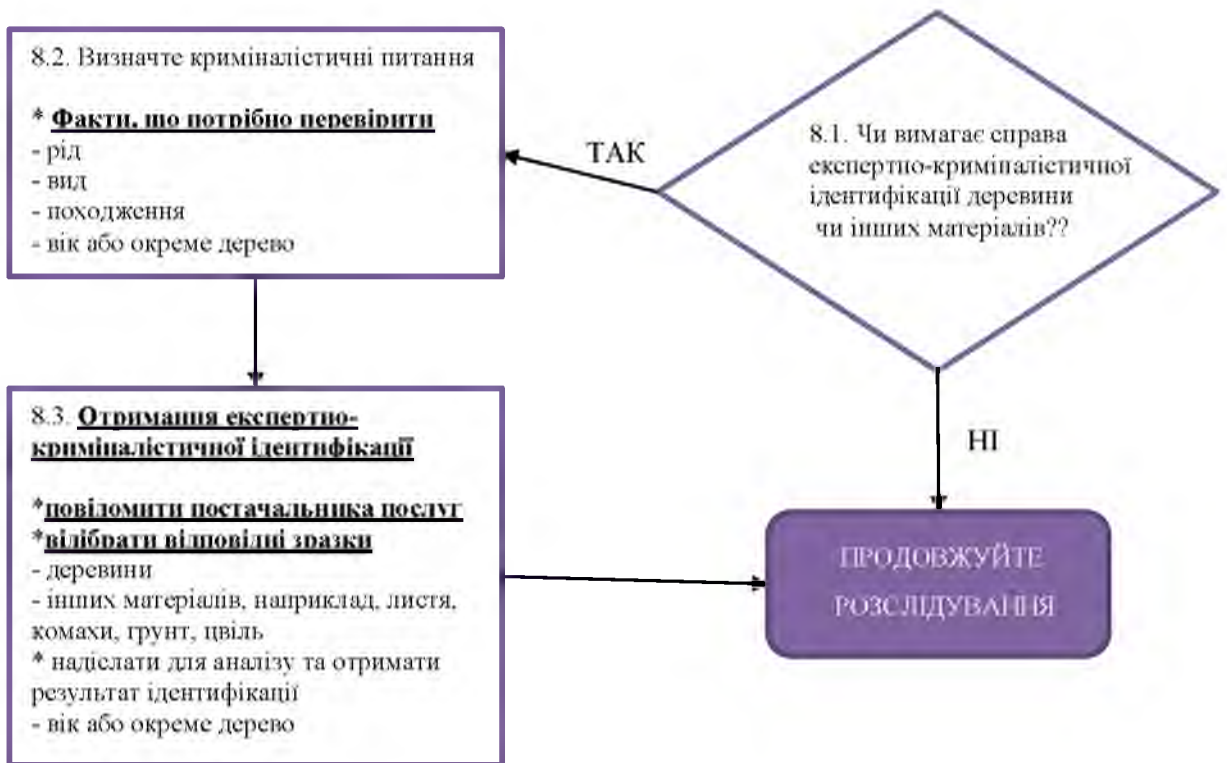 8.2. Визначте криміналістичні питання
* Факти, що потрібно перевірити
- рід
- вид
- походження
- вік або окреме дерево
ТАК
8.1. Чи вимагає справа
експертно-криміналістичної
ідентифікації деревини
чи інших матеріалів??
8.3. Отримання експертно-
криміналістичної ідентифікації
*повідомити постачальника послуг
*відібрати відповідні зразки
- деревини
- інших матеріалів, наприклад, листя,
комахи, грунт, цвіль
* надіслати для аналізу та отримати
результат ідентифікації
- вік або окреме дерево
НІ
ПРОДОВЖУЙТЕ
РОЗСЛІДУВАННЯ